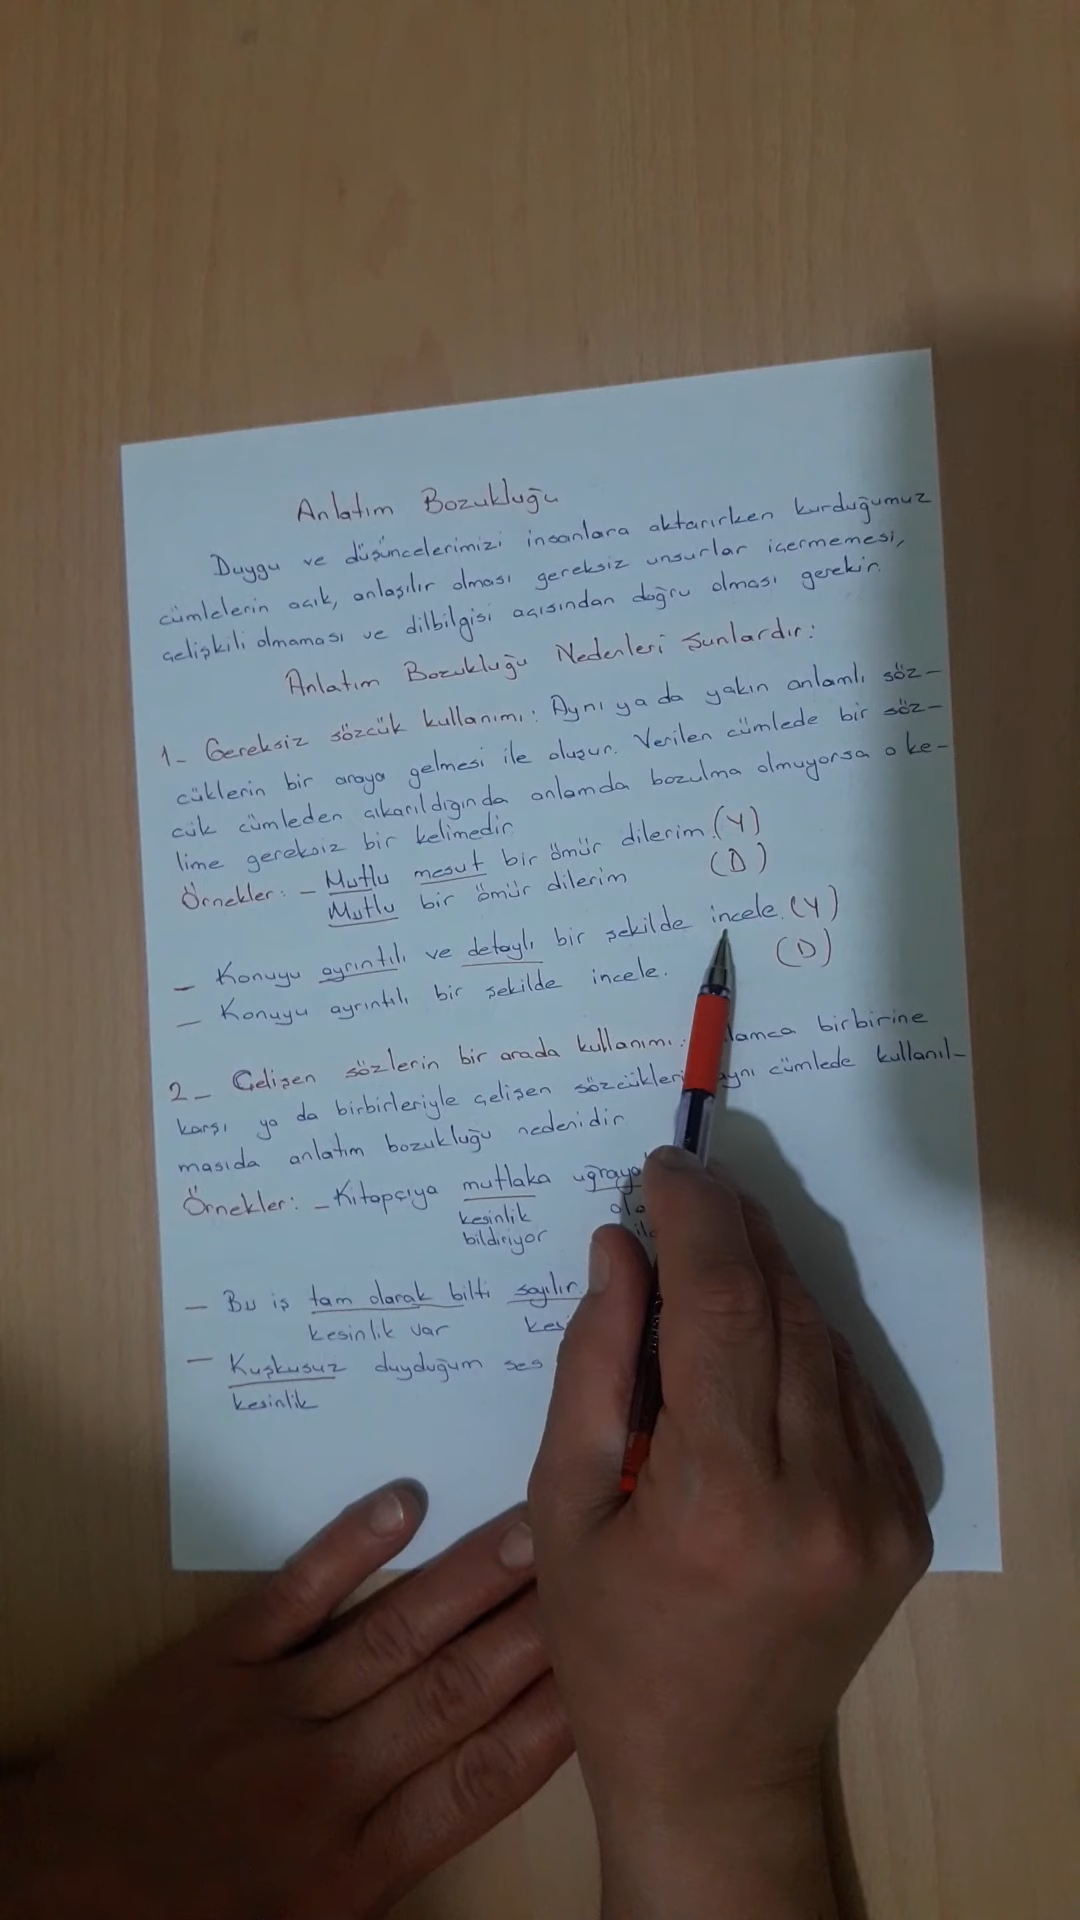 Anlatım Bozukluğu
Duygu ve düşüncelerimizi insanlara aktarırken kurduğumuz
cümlelerin açık, anlaşılır olması gereksiz unsurlar içermemesi,
çelişkili olmaması ve dilbilgisi açısından doğru olması gerekir.
Anlatım Bozukluğu Nedenleri Şunlardır:
1- Gereksiz sözcük kullanımı: Aynı ya da yakın anlamlı söz-
cüklerin bir araya gelmesi ile oluşur. Verilen cümlede bir söz-
cük cümleden çıkarıldığında anlamda bozulma olmuyorsa o ke-
lime gereksiz bir kelimedir.
Örnekler: - Mutlu mesut bir ömür dilerim. (Y)
Mutlu bir ömür dilerim (D)
- Konuyu ayrıntılı ve detaylı bir şekilde incele. (Y)
- Konuyu ayrıntılı bir şekilde incele. (D)
2- Çelişen sözlerin bir arada kullanımı: birbirine
karşı ya da birbirleriyle çelişen sözcükleri aynı cümlede kullanıl-
masıda anlatım bozukluğu nedenidir.
Örnekler: - Kitapçıya mutlaka
kesinlik
bildiriyor
- Bu iş tam olarak bitti sayılır.
kesinlik var
- Kuşkusuz duyduğum ses
kesinlik